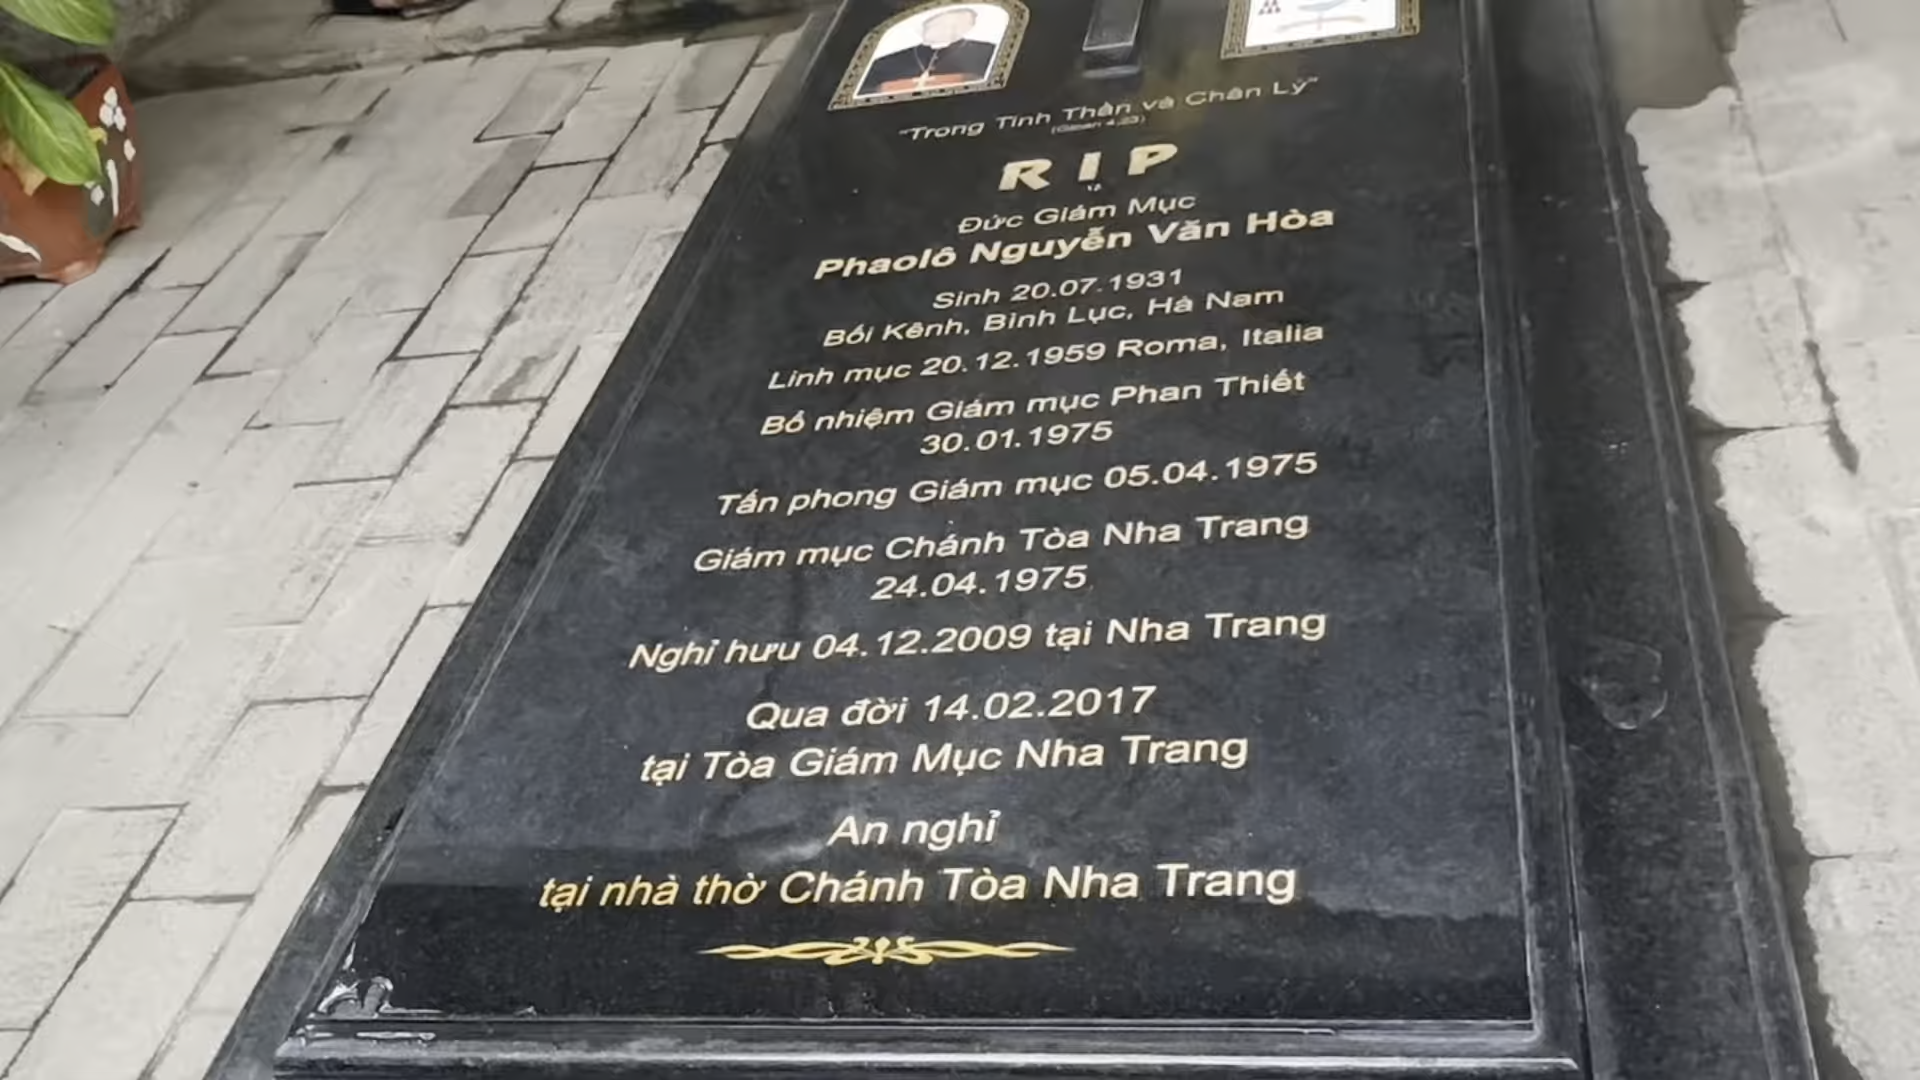 "Trong Tinh Thần và Chân Lý"
(Gioan 4,23)
R I P
Đức Giám Mục
Phaolô Nguyễn Văn Hòa
Sinh 20.07.1931
Bối Kênh, Bình Lục, Hà Nam
Linh mục 20.12.1959 Roma, Italia
Bổ nhiệm Giám mục Phan Thiết
30.01.1975
Tấn phong Giám mục 05.04.1975
Giám mục Chánh Tòa Nha Trang
24.04.1975
Nghỉ hưu 04.12.2009 tại Nha Trang
Qua đời 14.02.2017
tại Tòa Giám Mục Nha Trang
An nghỉ
tại nhà thờ Chánh Tòa Nha Trang